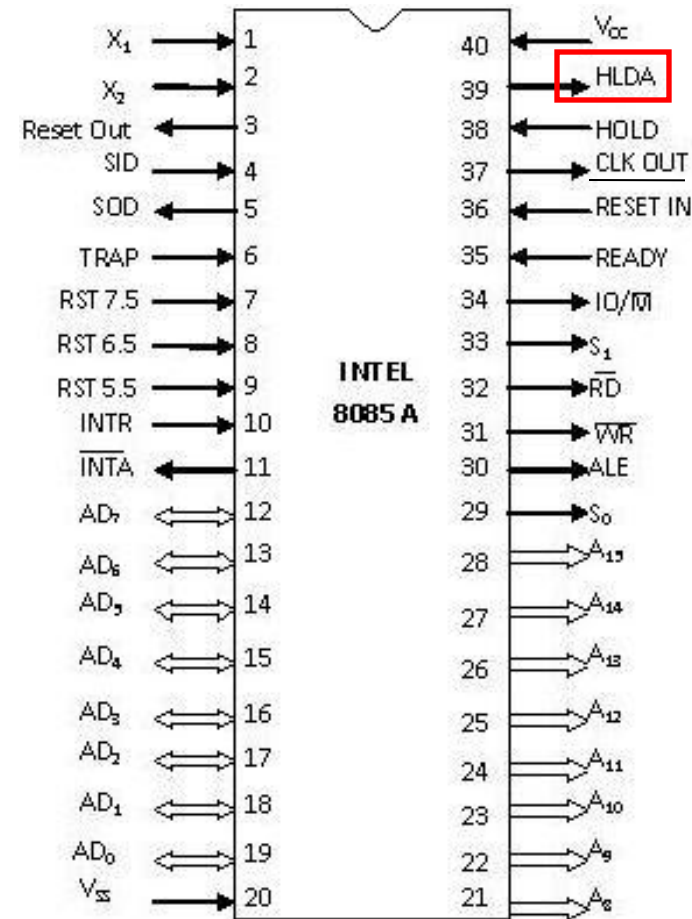 X₁ 1 40 Vcc
X₂ 2 39 HLDA
Reset Out 3 38 HOLD
SID 4 37 CLK OUT
SOD 5 36 RESET IN
TRAP 6 35 READY
RST 7.5 7 34 IO/M̅
RST 6.5 8 33 S₁
RST 5.5 9 32 R̅D̅
INTR 10 31 W̅R̅
I̅N̅T̅A̅ 11 30 ALE
AD₇ 12 29 S₀
AD₆ 13 28 A₁₅
AD₅ 14 27 A₁₄
AD₄ 15 26 A₁₃
AD₃ 16 25 A₁₂
AD₂ 17 24 A₁₁
AD₁ 18 23 A₁₀
AD₀ 19 22 A₉
Vss 20 21 A₈
INTEL
8085 A